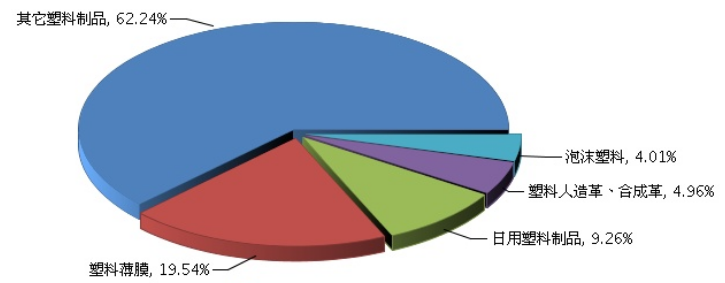 其它塑料制品, 62.24%
泡沫塑料, 4.01%
塑料人造革、合成革, 4.96%
日用塑料制品, 9.26%
塑料薄膜, 19.54%